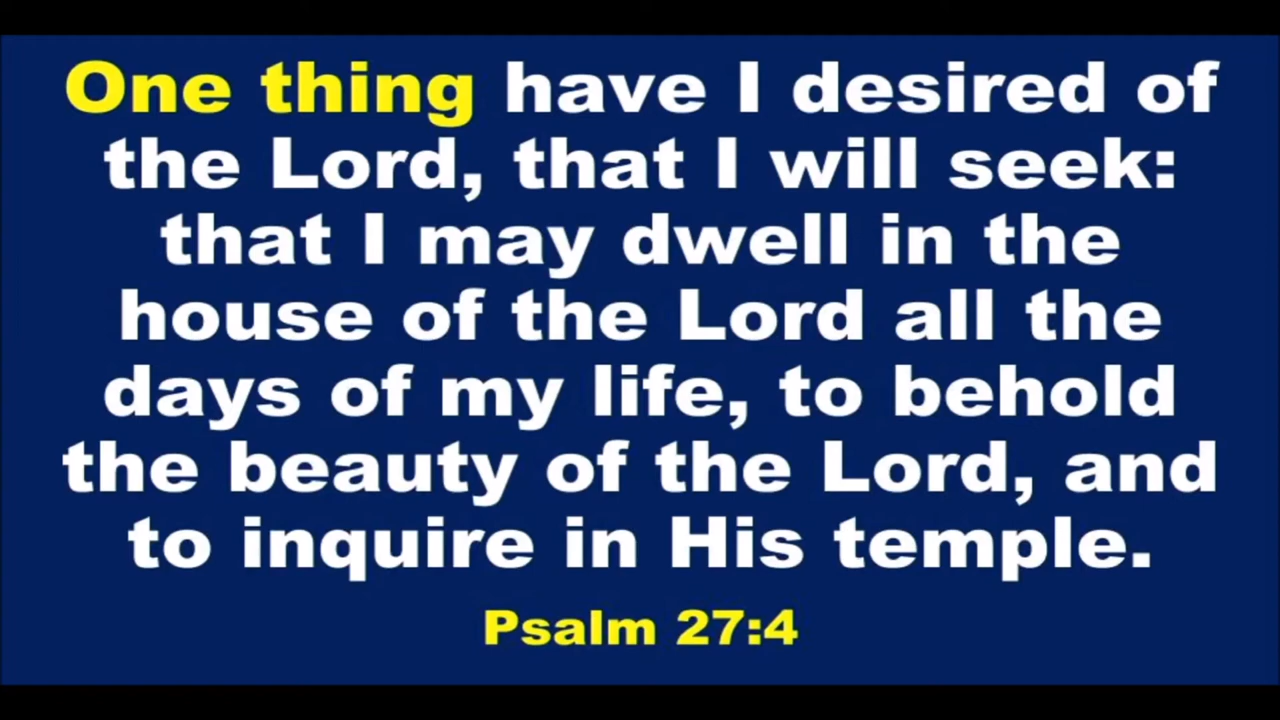 One thing have I desired of
the Lord, that I will seek:
that I may dwell in the
house of the Lord all the
days of my life, to behold
the beauty of the Lord, and
to inquire in His temple.
Psalm 27:4